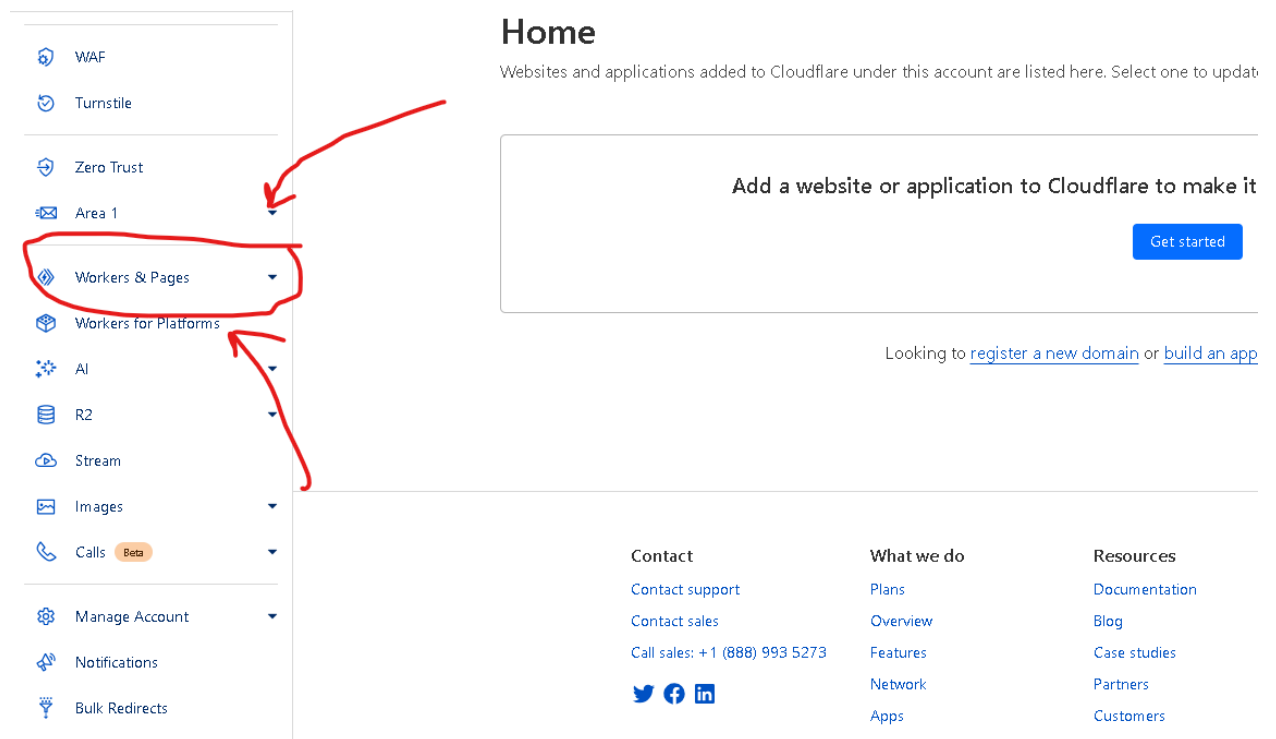 WAF
Turnstile
Zero Trust
Area 1
Workers & Pages
Workers for Platforms
AI
R2
Stream
Images
Calls Beta
Manage Account
Notifications
Bulk Redirects
Home
Websites and applications added to Cloudflare under this account are listed here. Select one to updat
Add a website or application to Cloudflare to make it
Get started
Looking to register a new domain or build an app
Contact
Contact support
Contact sales
Call sales: +1 (888) 993 5273
What we do
Plans
Overview
Features
Network
Apps
Resources
Documentation
Blog
Case studies
Partners
Customers